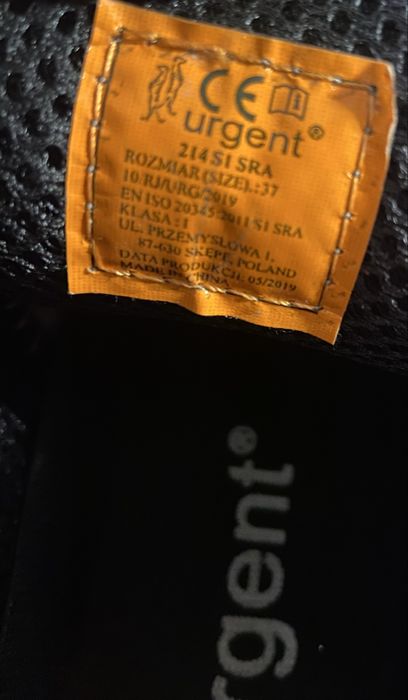 CE
urgent®
214 S1 SRA
ROZMIAR (SIZE).:37
10/RJ/URG/2019
EN ISO 20345:2011 S1 SRA
KLASA: I
UL. PRZEMYSŁOWA 1,
87-630 SKĘPE, POLAND
DATA PRODUKCJI: 05/2019
MADE IN CHINA
rgent®